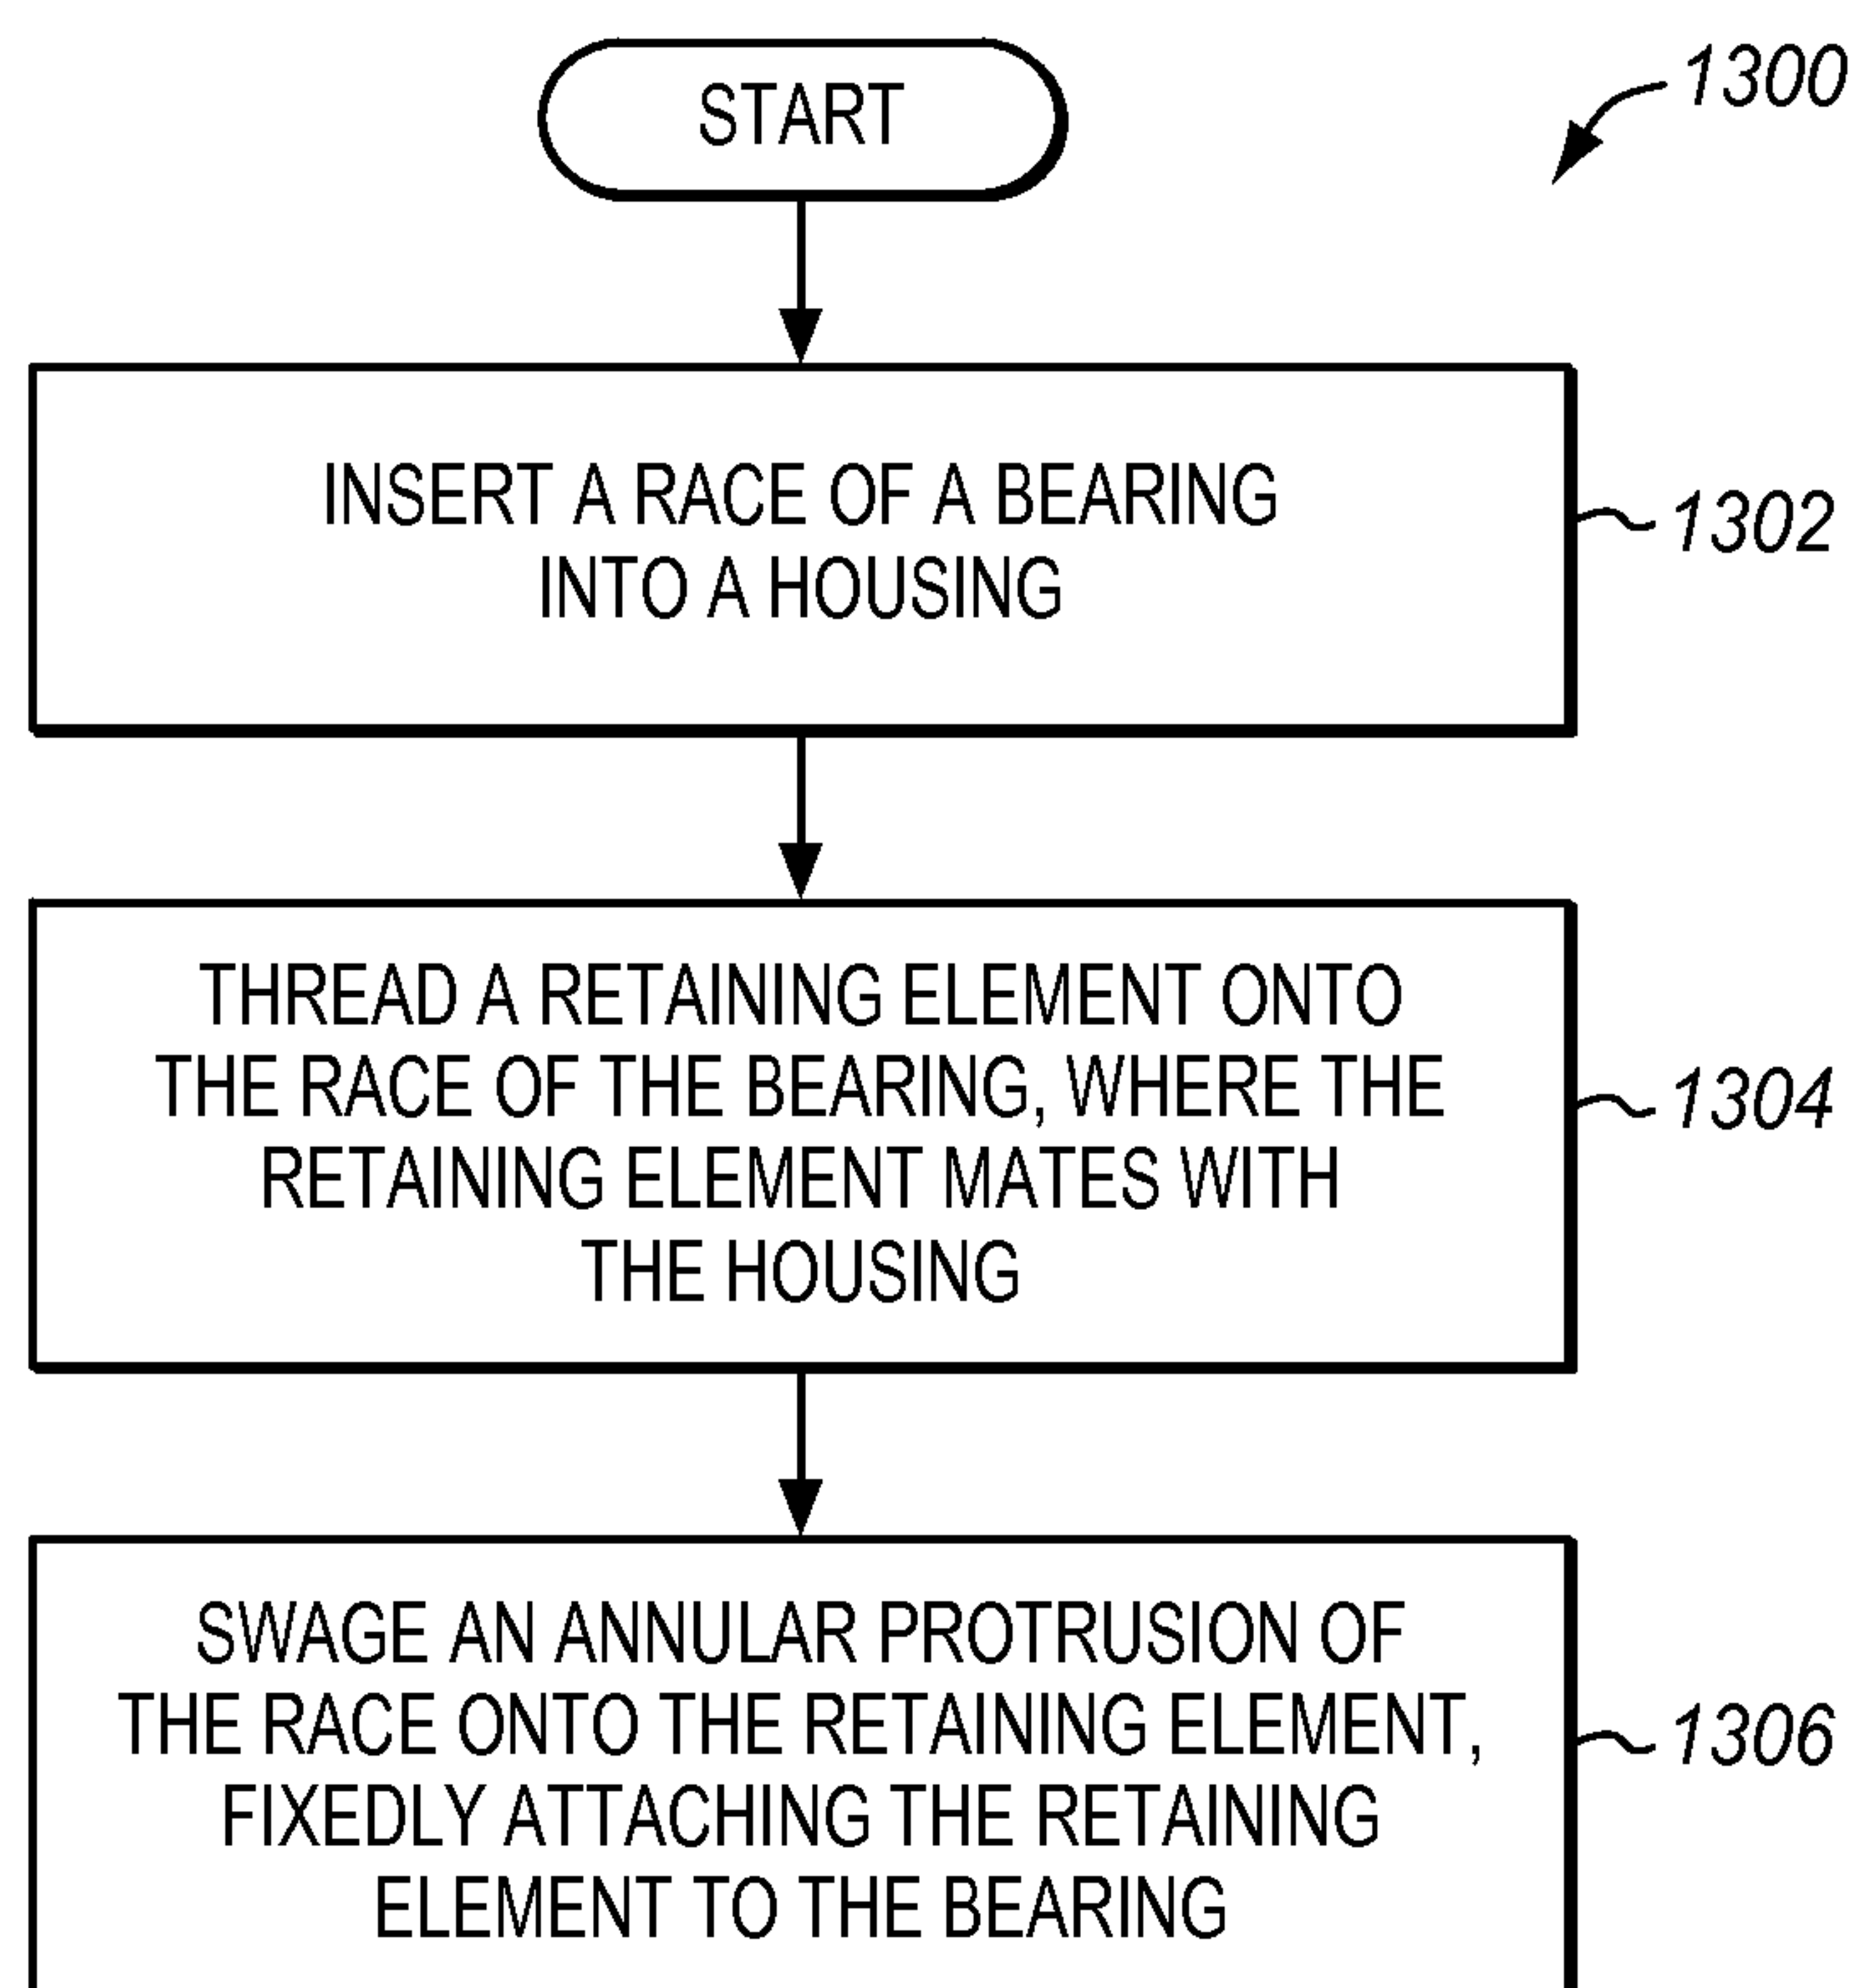 START
1300
INSERT A RACE OF A BEARING
INTO A HOUSING
1302
THREAD A RETAINING ELEMENT ONTO
THE RACE OF THE BEARING, WHERE THE
RETAINING ELEMENT MATES WITH
THE HOUSING
1304
SWAGE AN ANNULAR PROTRUSION OF
THE RACE ONTO THE RETAINING ELEMENT,
FIXEDLY ATTACHING THE RETAINING
ELEMENT TO THE BEARING
1306